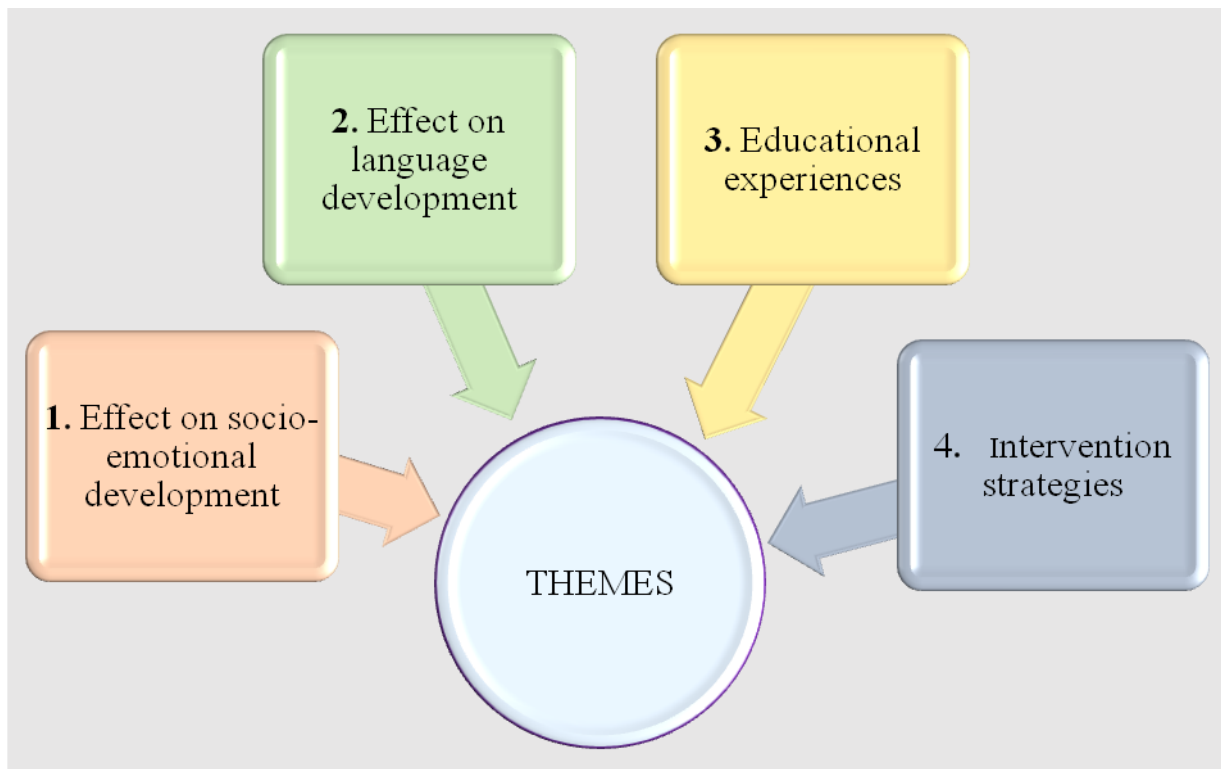 2. Effect on
language
development
3. Educational
experiences
1. Effect on socio-
emotional
development
4. Intervention
strategies
THEMES